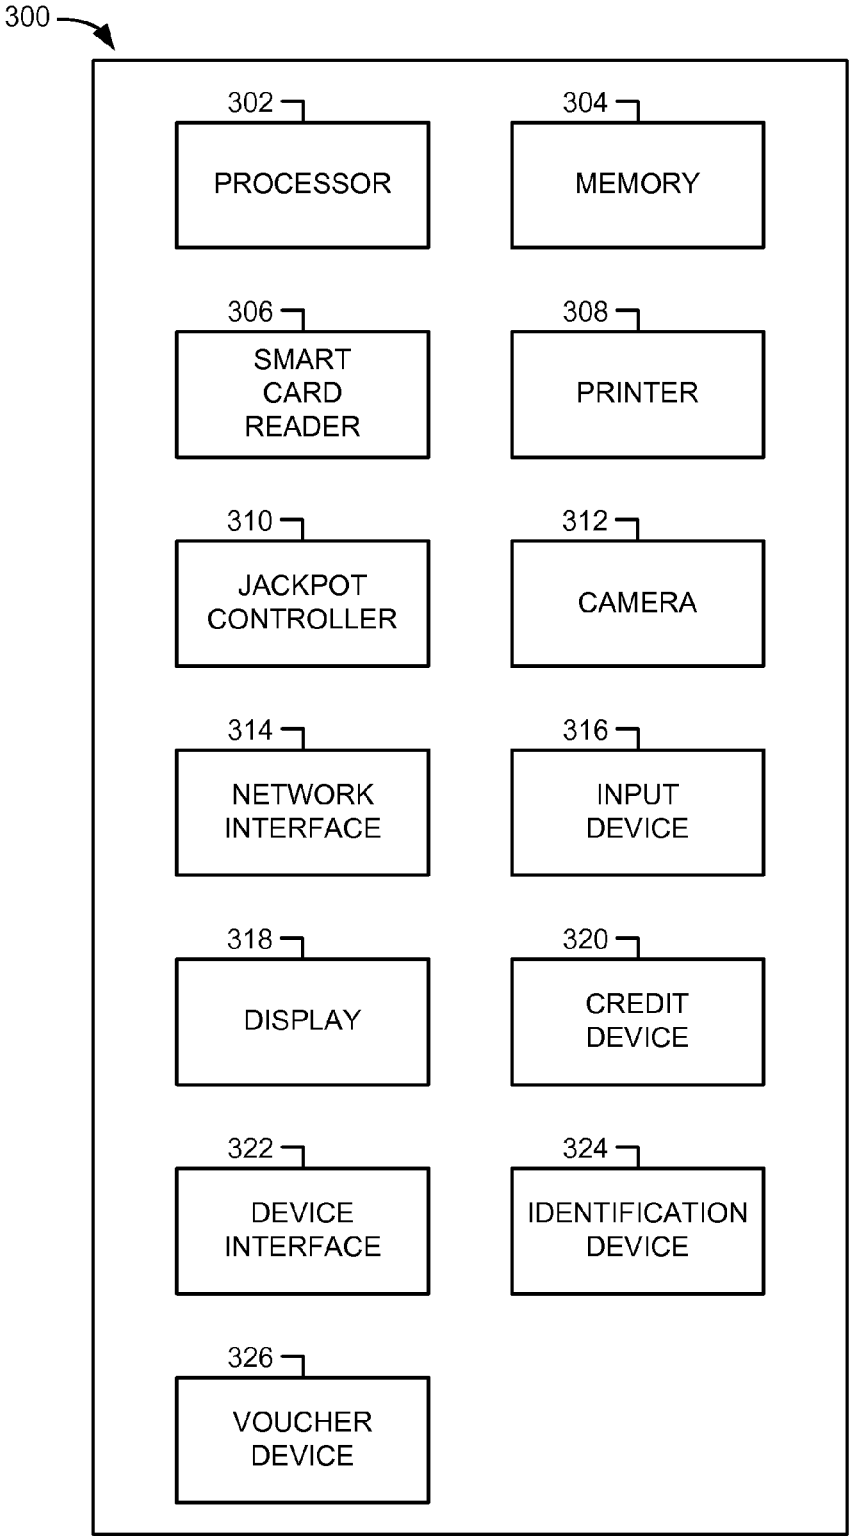 300
302
304
PROCESSOR
MEMORY
306
308
SMART
CARD
READER
PRINTER
310
312
JACKPOT
CONTROLLER
CAMERA
314
316
NETWORK
INTERFACE
INPUT
DEVICE
318
320
DISPLAY
CREDIT
DEVICE
322
324
DEVICE
INTERFACE
IDENTIFICATION
DEVICE
326
VOUCHER
DEVICE